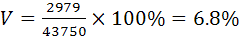 V = 2979/43750 × 100% = 6.8%